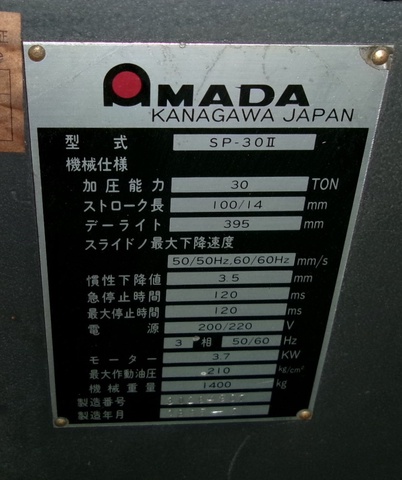 AMADA
KANAGAWA JAPAN
型式 SP-30II
機械仕様
加圧能力 30 TON
ストローク長 100/14 mm
デーライト 395 mm
スライドノ最大下降速度
50/50Hz,60/60Hz mm/s
慣性下降値 3.5 mm
急停止時間 120 ms
最大停止時間 120 ms
電源 200/220 V
3 相 50/60 Hz
モーター 3.7 KW
最大作動油圧 210 kg/cm²
機械重量 1400 kg
製造番号
製造年月